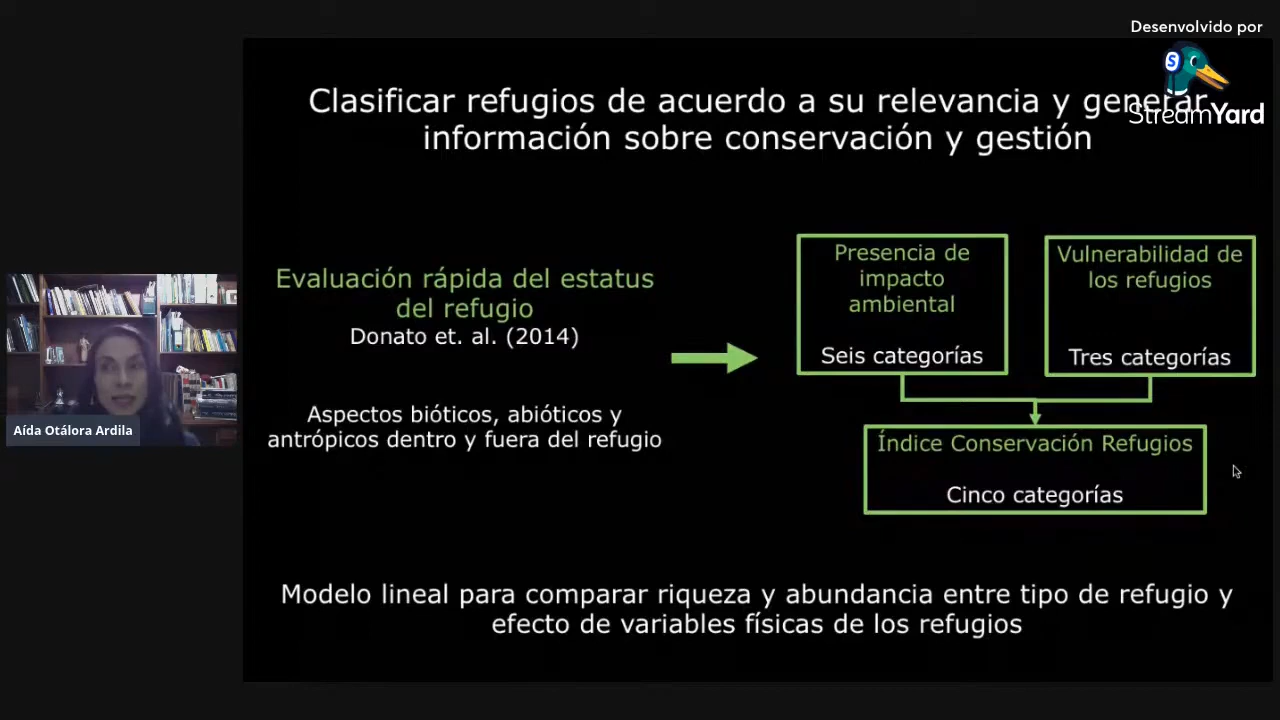 Desenvolvido por
StreamYard
Clasificar refugios de acuerdo a su relevancia y generar
información sobre conservación y gestión
Evaluación rápida del estatus
del refugio
Donato et. al. (2014)
Aspectos bióticos, abióticos y
antrópicos dentro y fuera del refugio
Presencia de
impacto
ambiental
Seis categorías
Vulnerabilidad de
los refugios
Tres categorías
Índice Conservación Refugios
Cinco categorías
Modelo lineal para comparar riqueza y abundancia entre tipo de refugio y
efecto de variables físicas de los refugios
Aída Otálora Ardila